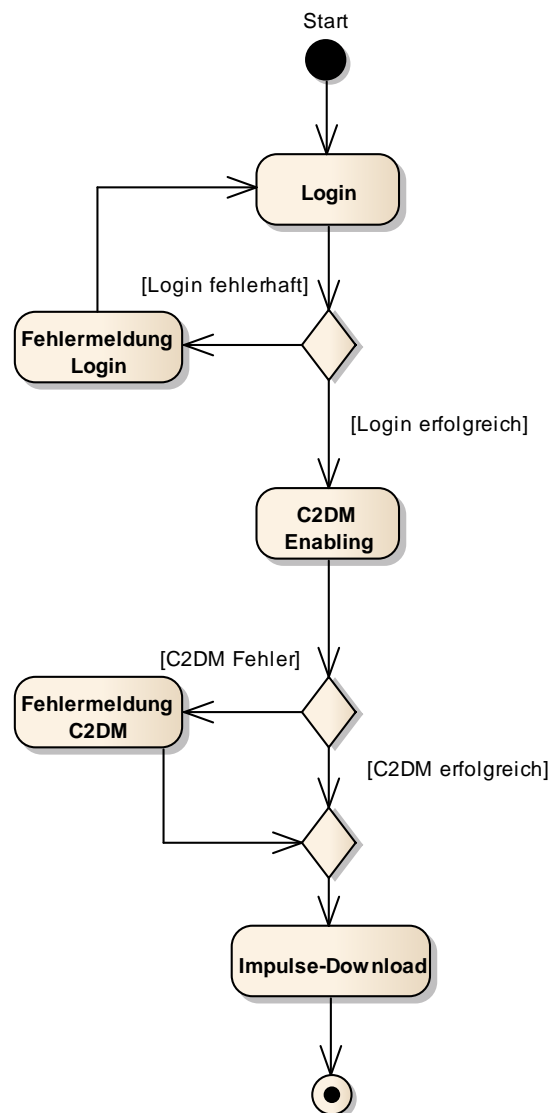 Start
Login
[Login fehlerhaft]
Fehlermeldung
Login
[Login erfolgreich]
C2DM
Enabling
[C2DM Fehler]
Fehlermeldung
C2DM
[C2DM erfolgreich]
Impulse-Download